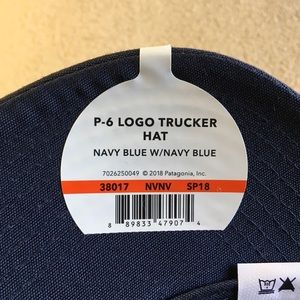 P-6 LOGO TRUCKER
HAT
NAVY BLUE W/NAVY BLUE
7026250049 © 2018 Patagonia, Inc.
38017 NVNV SP18
8 89833 47907 4